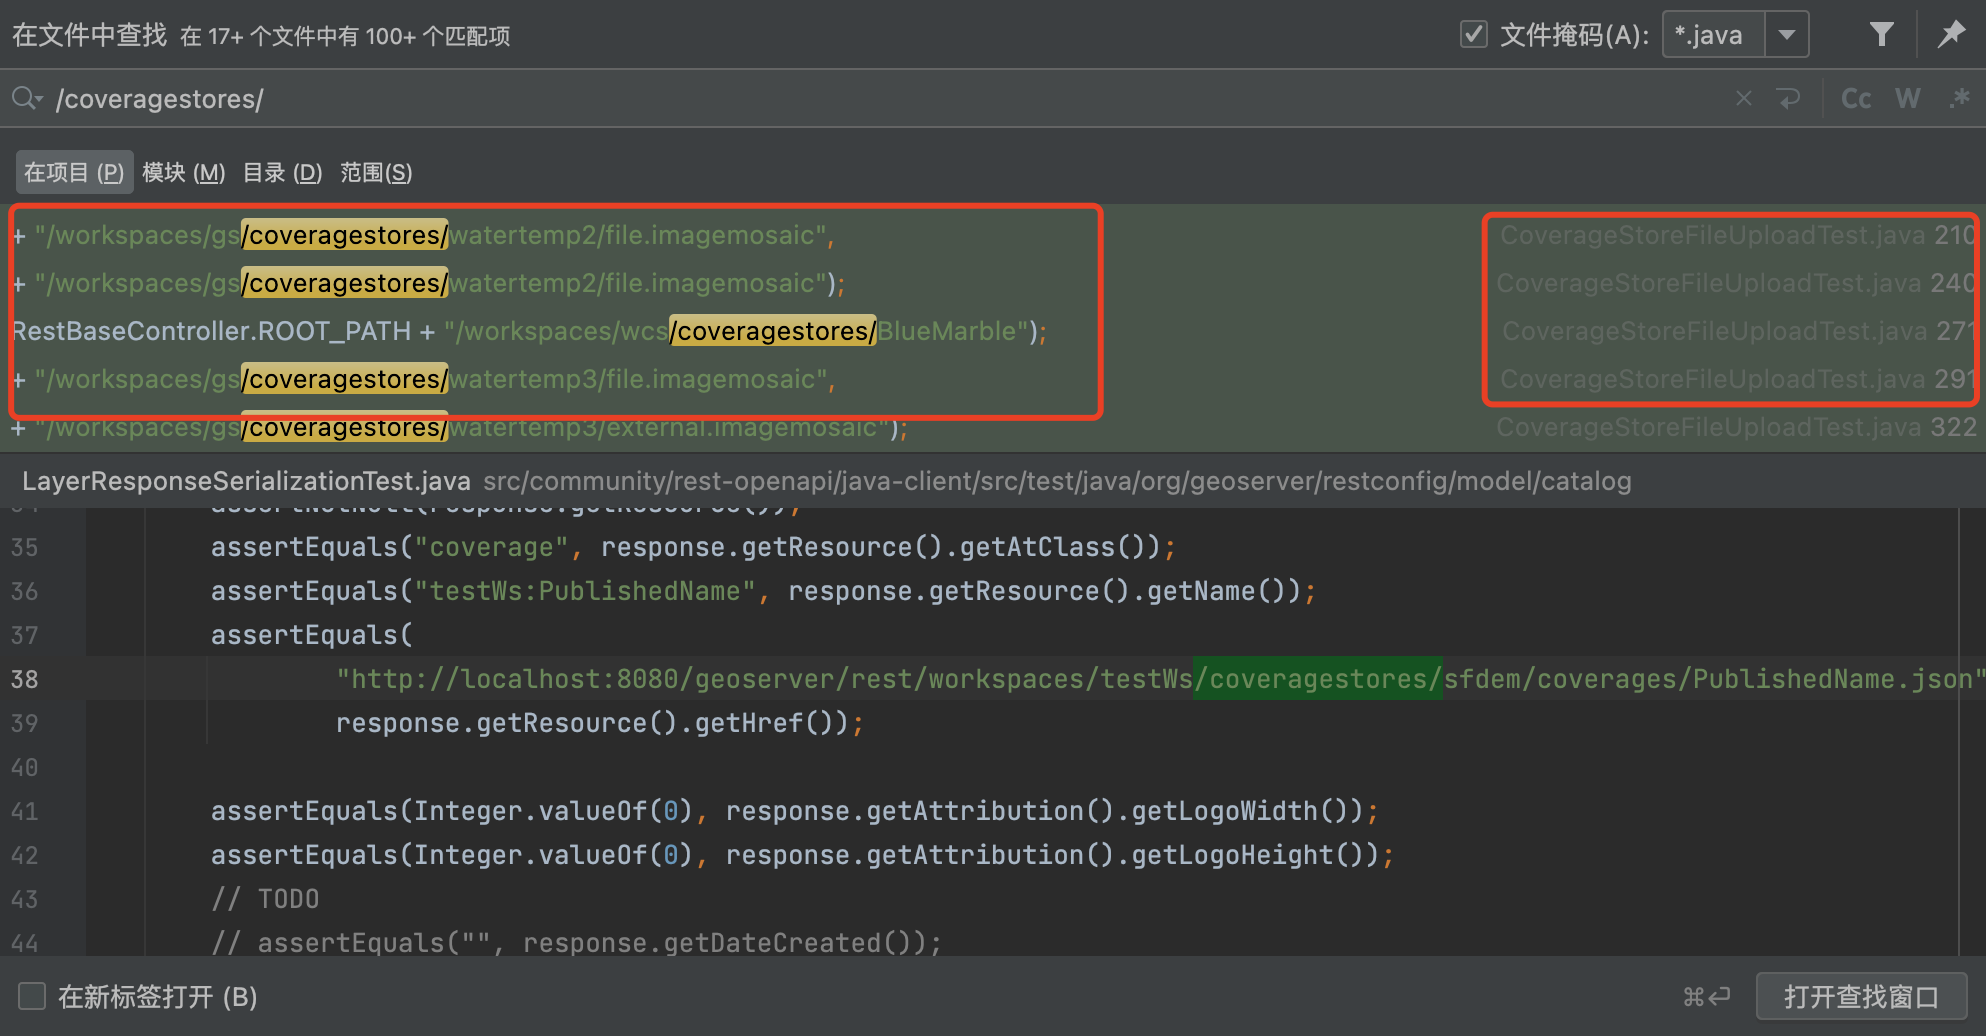 在文件中查找 在 17+ 个文件中有 100+ 个匹配项 文件掩码(A): *.java
/coveragestores/ Cc W .*
在项目 (P) 模块 (M) 目录 (D) 范围(S)
+ "/workspaces/gs/coveragestores/watertemp2/file.imagemosaic", CoverageStoreFileUploadTest.java 210
+ "/workspaces/gs/coveragestores/watertemp2/file.imagemosaic"); CoverageStoreFileUploadTest.java 240
RestBaseController.ROOT_PATH + "/workspaces/wcs/coveragestores/BlueMarble"); CoverageStoreFileUploadTest.java 271
+ "/workspaces/gs/coveragestores/watertemp3/file.imagemosaic", CoverageStoreFileUploadTest.java 291
+ "/workspaces/gs/coveragestores/watertemp3/external.imagemosaic"); CoverageStoreFileUploadTest.java 322
LayerResponseSerializationTest.java src/community/rest-openapi/java-client/src/test/java/org/geoserver/restconfig/model/catalog
34 assertNotNull(response.getResource());
35 assertEquals("coverage", response.getResource().getAtClass());
36 assertEquals("testWs:PublishedName", response.getResource().getName());
37 assertEquals(
38 "http://localhost:8080/geoserver/rest/workspaces/testWs/coveragestores/sfdem/coverages/PublishedName.json"
39 response.getResource().getHref());
40
41 assertEquals(Integer.valueOf(0), response.getAttribution().getLogoWidth());
42 assertEquals(Integer.valueOf(0), response.getAttribution().getLogoHeight());
43 // TODO
44 // assertEquals("", response.getDateCreated());
在新标签打开 (B) ⌘↩ 打开查找窗口